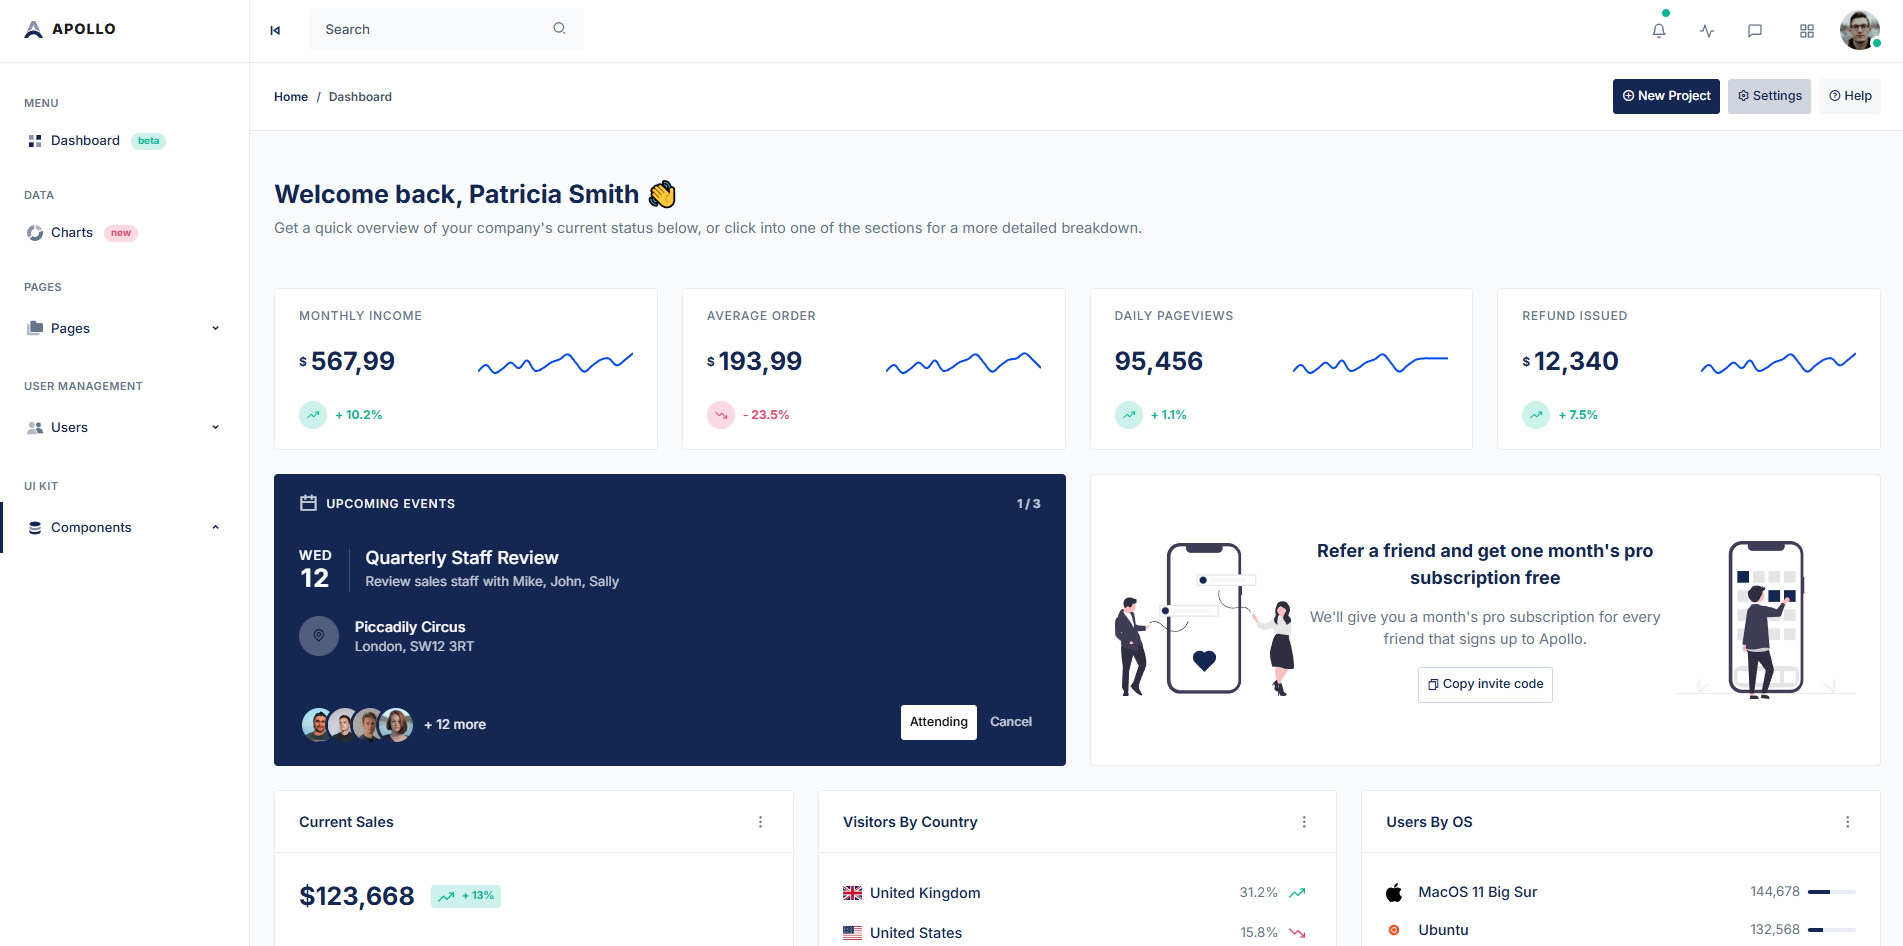 APOLLO
Search
MENU
Dashboard beta
DATA
Charts new
PAGES
Pages
USER MANAGEMENT
Users
UI KIT
Components
Home / Dashboard
New Project
Settings
Help
Welcome back, Patricia Smith 👋
Get a quick overview of your company's current status below, or click into one of the sections for a more detailed breakdown.
MONTHLY INCOME
$ 567,99
+ 10.2%
AVERAGE ORDER
$ 193,99
- 23.5%
DAILY PAGEVIEWS
95,456
+ 1.1%
REFUND ISSUED
$ 12,340
+ 7.5%
UPCOMING EVENTS
1 / 3
WED
12
Quarterly Staff Review
Review sales staff with Mike, John, Sally
Piccadily Circus
London, SW12 3RT
+ 12 more
Attending
Cancel
Refer a friend and get one month's pro
subscription free
We'll give you a month's pro subscription for every
friend that signs up to Apollo.
Copy invite code
Current Sales
$123,668 + 13%
Visitors By Country
United Kingdom 31.2%
United States 15.8%
Users By OS
MacOS 11 Big Sur 144,678
Ubuntu 132,568